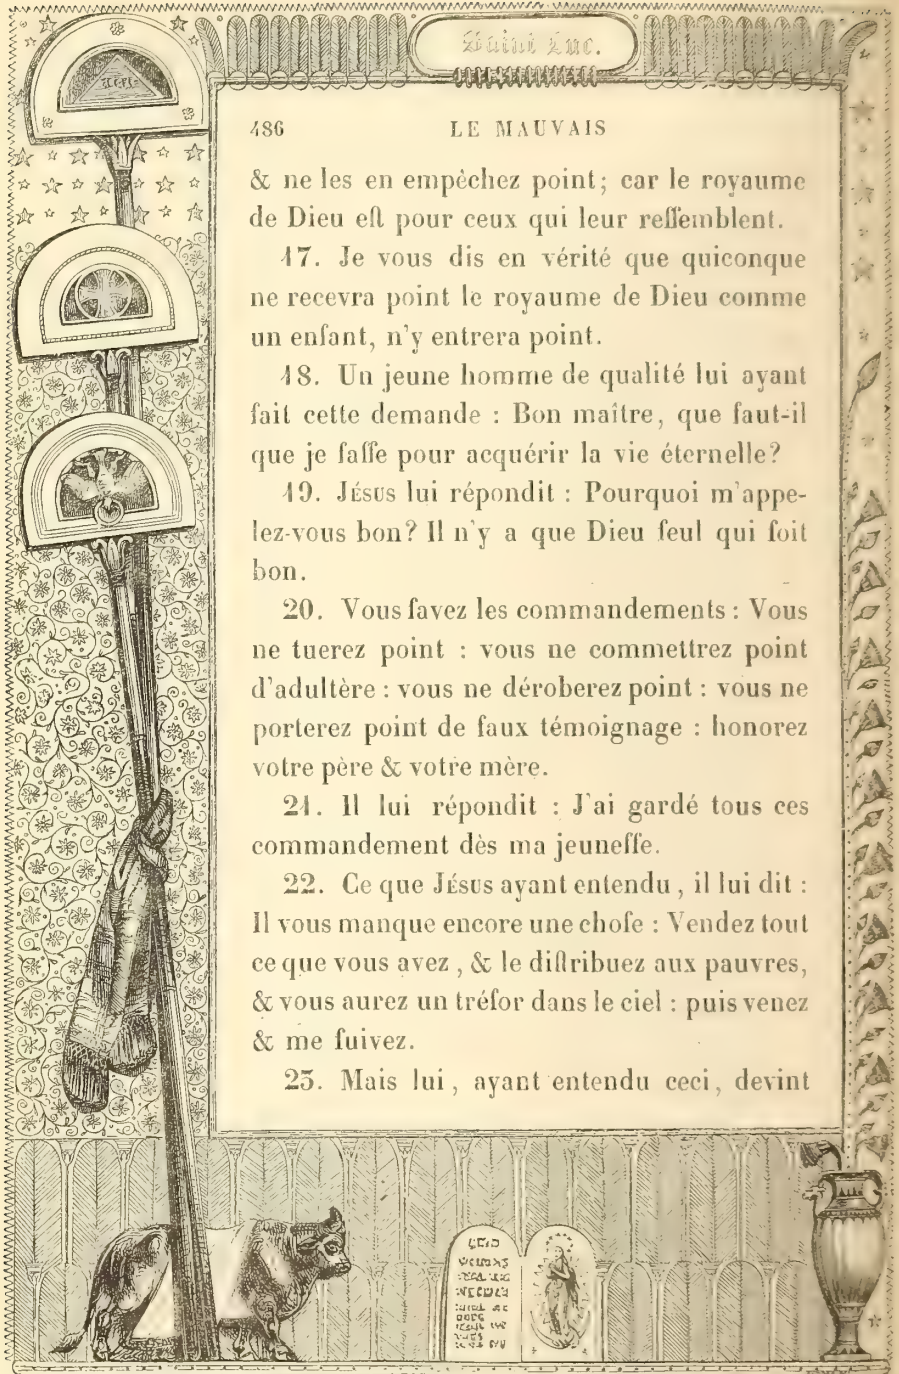 Saint Luc.
486 LE MAUVAIS
& ne les en empêchez point; car le royaume
de Dieu eſt pour ceux qui leur reſſemblent.
17. Je vous dis en vérité que quiconque
ne recevra point le royaume de Dieu comme
un enfant, n'y entrera point.
18. Un jeune homme de qualité lui ayant
fait cette demande : Bon maître, que faut-il
que je faſſe pour acquérir la vie éternelle?
19. JÉSUS lui répondit : Pourquoi m'appe-
lez-vous bon? Il n'y a que Dieu ſeul qui ſoit
bon.
20. Vous ſavez les commandements : Vous
ne tuerez point : vous ne commettrez point
d'adultère : vous ne déroberez point : vous ne
porterez point de faux témoignage : honorez
votre père & votre mère.
21. Il lui répondit : J'ai gardé tous ces
commandement dès ma jeuneſſe.
22. Ce que JÉSUS ayant entendu, il lui dit :
Il vous manque encore une choſe : Vendez tout
ce que vous avez, & le diſtribuez aux pauvres,
& vous aurez un tréſor dans le ciel : puis venez
& me ſuivez.
23. Mais lui, ayant entendu ceci, devint